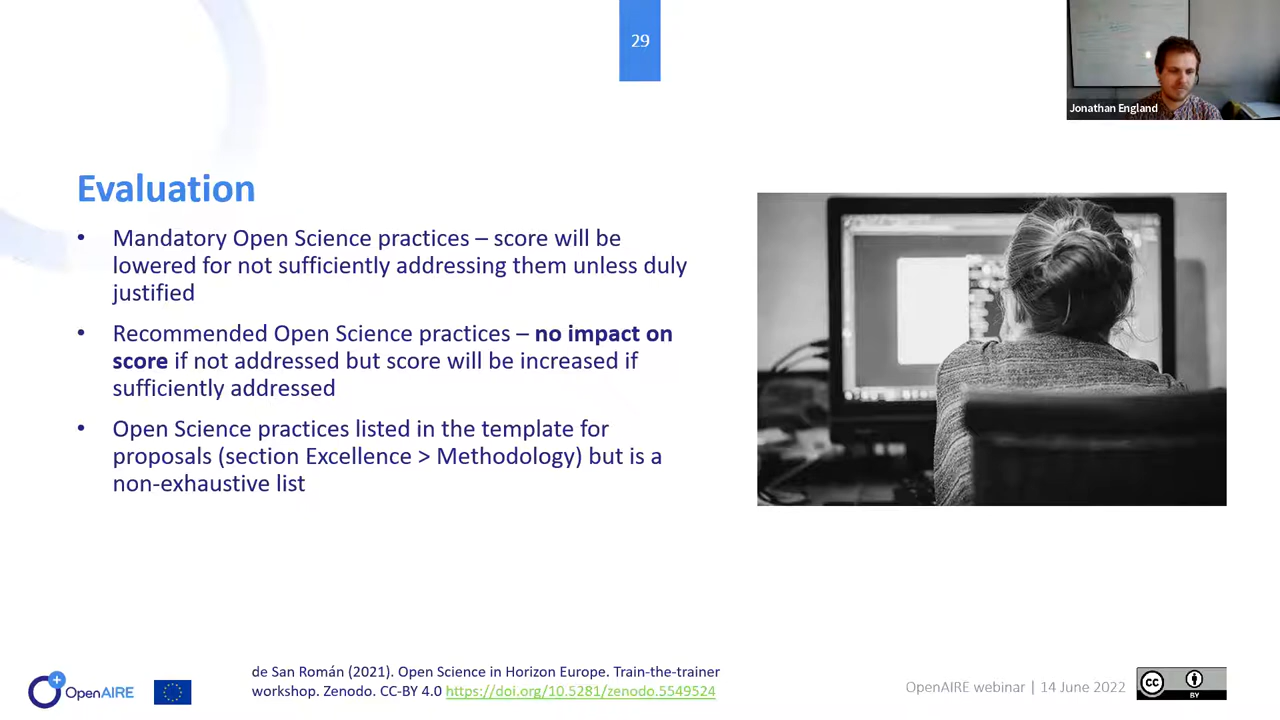 29
Jonathan England
Evaluation
• Mandatory Open Science practices – score will be
lowered for not sufficiently addressing them unless duly
justified
• Recommended Open Science practices – no impact on
score if not addressed but score will be increased if
sufficiently addressed
• Open Science practices listed in the template for
proposals (section Excellence > Methodology) but is a
non-exhaustive list
de San Román (2021). Open Science in Horizon Europe. Train-the-trainer
workshop. Zenodo. CC-BY 4.0 https://doi.org/10.5281/zenodo.5549524
OpenAIRE
OpenAIRE webinar | 14 June 2022
cc
BY